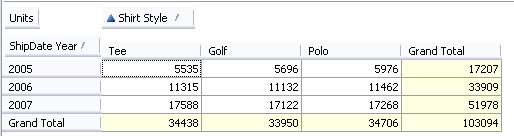 Units Shirt Style
ShipDate Year Tee Golf Polo Grand Total
2005 5535 5696 5976 17207
2006 11315 11132 11462 33909
2007 17588 17122 17268 51978
Grand Total 34438 33950 34706 103094